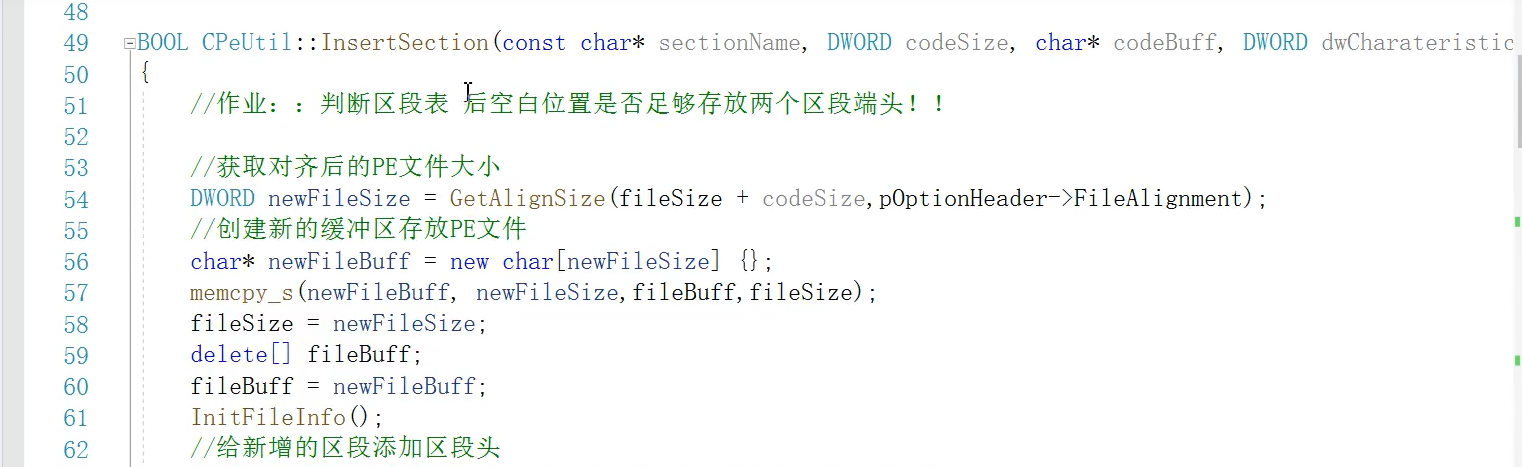 48
49 BOOL CPeUtil::InsertSection(const char* sectionName, DWORD codeSize, char* codeBuff, DWORD dwCharateristic
50 {
51 //作业：：判断区段表 后空白位置是否足够存放两个区段端头！！
52
53 //获取对齐后的PE文件大小
54 DWORD newFileSize = GetAlignSize(fileSize + codeSize,pOptionHeader->FileAlignment);
55 //创建新的缓冲区存放PE文件
56 char* newFileBuff = new char[newFileSize] {};
57 memcpy_s(newFileBuff, newFileSize,fileBuff,fileSize);
58 fileSize = newFileSize;
59 delete[] fileBuff;
60 fileBuff = newFileBuff;
61 InitFileInfo();
62 //给新增的区段添加区段头